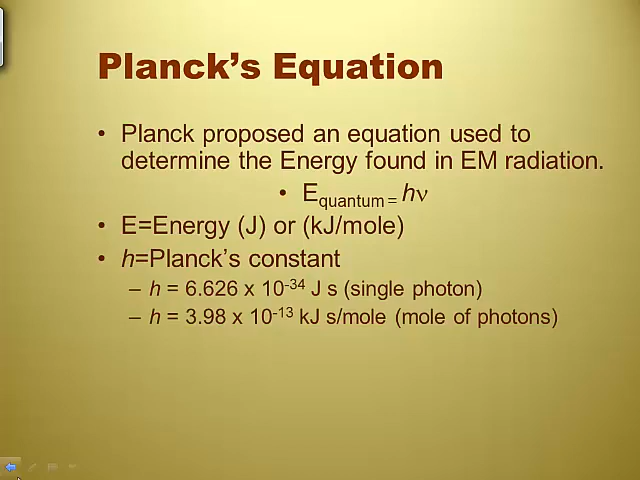 Planck’s Equation
• Planck proposed an equation used to
determine the Energy found in EM radiation.
• E_quantum = hν
• E=Energy (J) or (kJ/mole)
• h=Planck’s constant
– h = 6.626 x 10⁻³⁴ J s (single photon)
– h = 3.98 x 10⁻¹³ kJ s/mole (mole of photons)